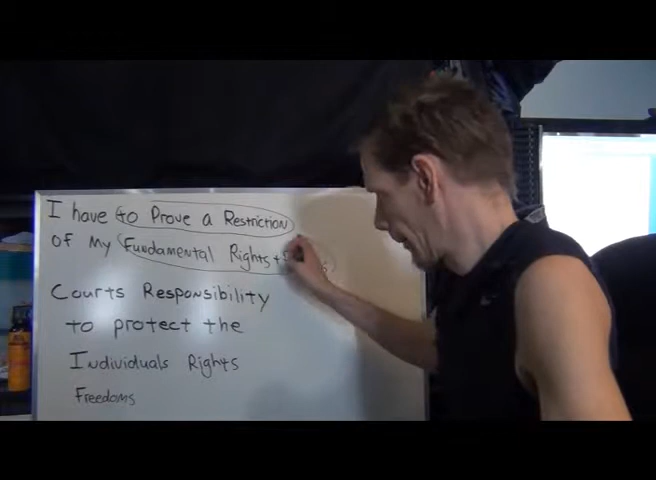 I have to Prove a Restriction
of my Fundamental Rights +
Courts Responsibility
to protect the
Individuals Rights
Freedoms